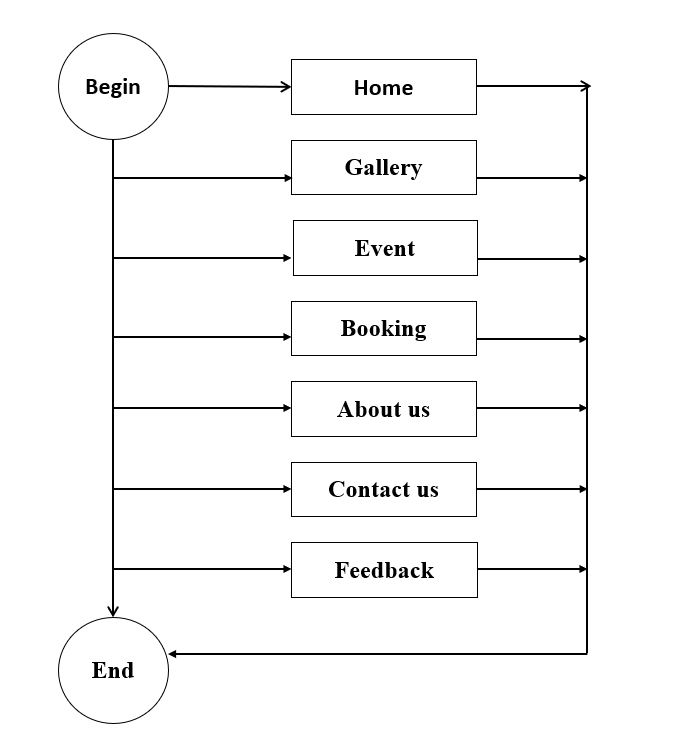 Begin
Home
Gallery
Event
Booking
About us
Contact us
Feedback
End